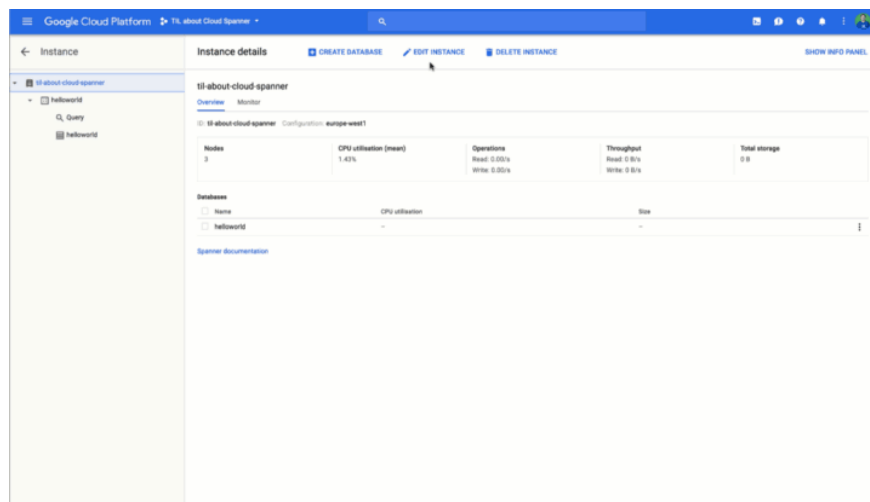 Google Cloud Platform TIL about Cloud Spanner
Instance
Instance details CREATE DATABASE EDIT INSTANCE DELETE INSTANCE SHOW INFO PANEL
til-about-cloud-spanner
helloworld
Query
helloworld
til-about-cloud-spanner
Overview Monitor
ID: til-about-cloud-spanner Configuration: europe-west1
Nodes CPU utilisation (mean) Operations Throughput Total storage
3 1.43% Read: 0.00/s Read: 0 B/s 0 B
Write: 0.00/s Write: 0 B/s
Databases
Name CPU utilisation Size
helloworld – –
Spanner documentation